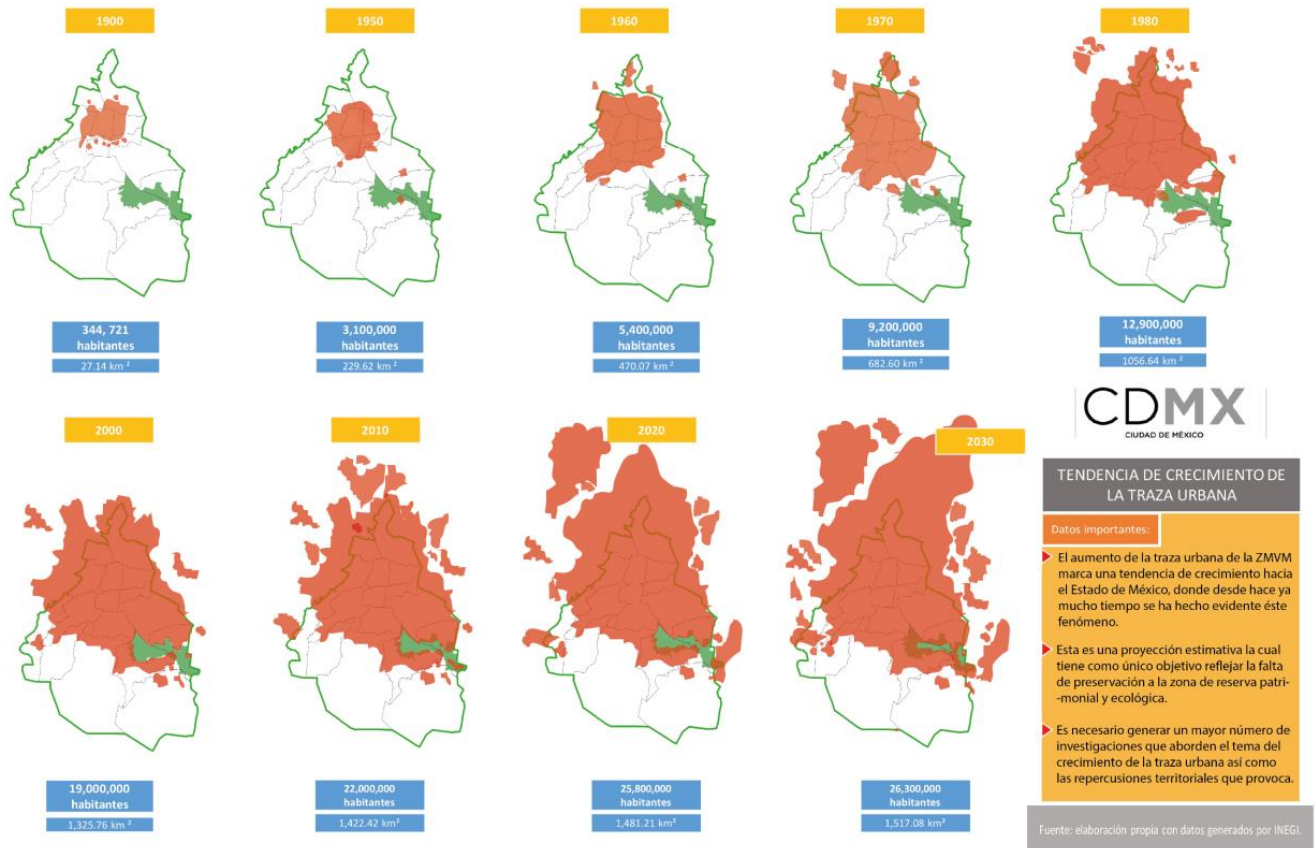 1900
1950
1960
1970
1980
344, 721
habitantes
27.14 km ²
3,100,000
habitantes
229.62 km ²
5,400,000
habitantes
470.07 km ²
9,200,000
habitantes
682.60 km ²
12,900,000
habitantes
1056.64 km ²
2000
2010
2020
2030
19,000,000
habitantes
1,325.76 km²
22,000,000
habitantes
1,422.42 km²
25,800,000
habitantes
1,481.21 km²
26,300,000
habitantes
1,517.08 km²
CDMX
CIUDAD DE MÉXICO
TENDENCIA DE CRECIMIENTO DE
LA TRAZA URBANA
Datos importantes:
El aumento de la traza urbana de la ZMVM
marca una tendencia de crecimiento hacia
el Estado de México, donde desde hace ya
mucho tiempo se ha hecho evidente éste
fenómeno.
Esta es una proyección estimativa la cual
tiene como único objetivo reflejar la falta
de preservación a la zona de reserva patri-
-monial y ecológica.
Es necesario generar un mayor número de
investigaciones que aborden el tema del
crecimiento de la traza urbana así como
las repercusiones territoriales que provoca.
Fuente: elaboración propia con datos generados por INEGI.